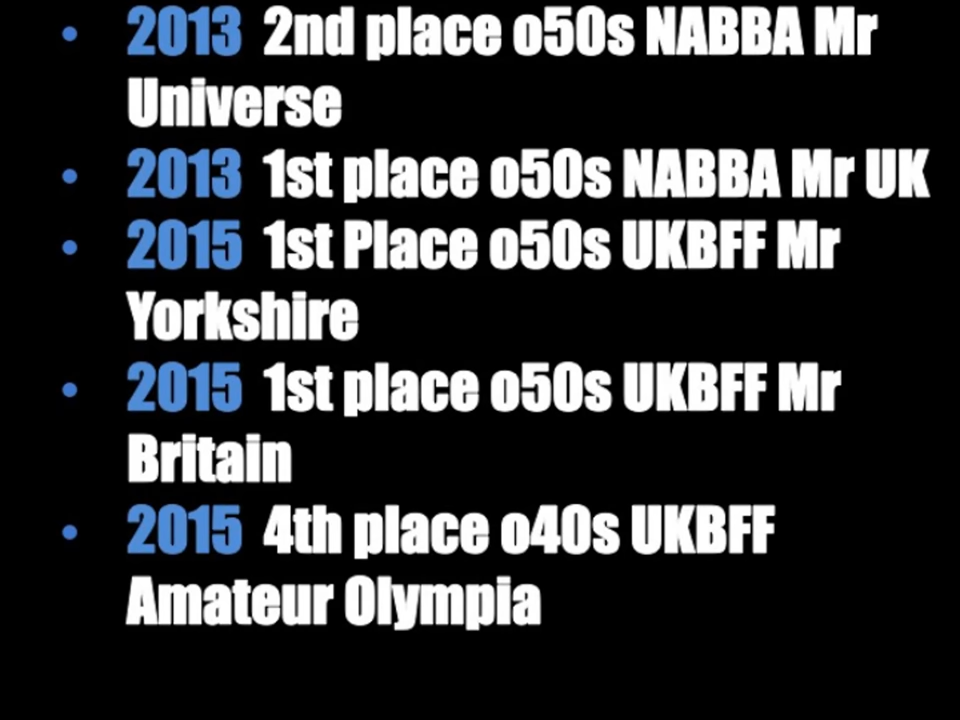 • 2013 2nd place o50s NABBA Mr
Universe
• 2013 1st place o50s NABBA Mr UK
• 2015 1st Place o50s UKBFF Mr
Yorkshire
• 2015 1st place o50s UKBFF Mr
Britain
• 2015 4th place o40s UKBFF
Amateur Olympia